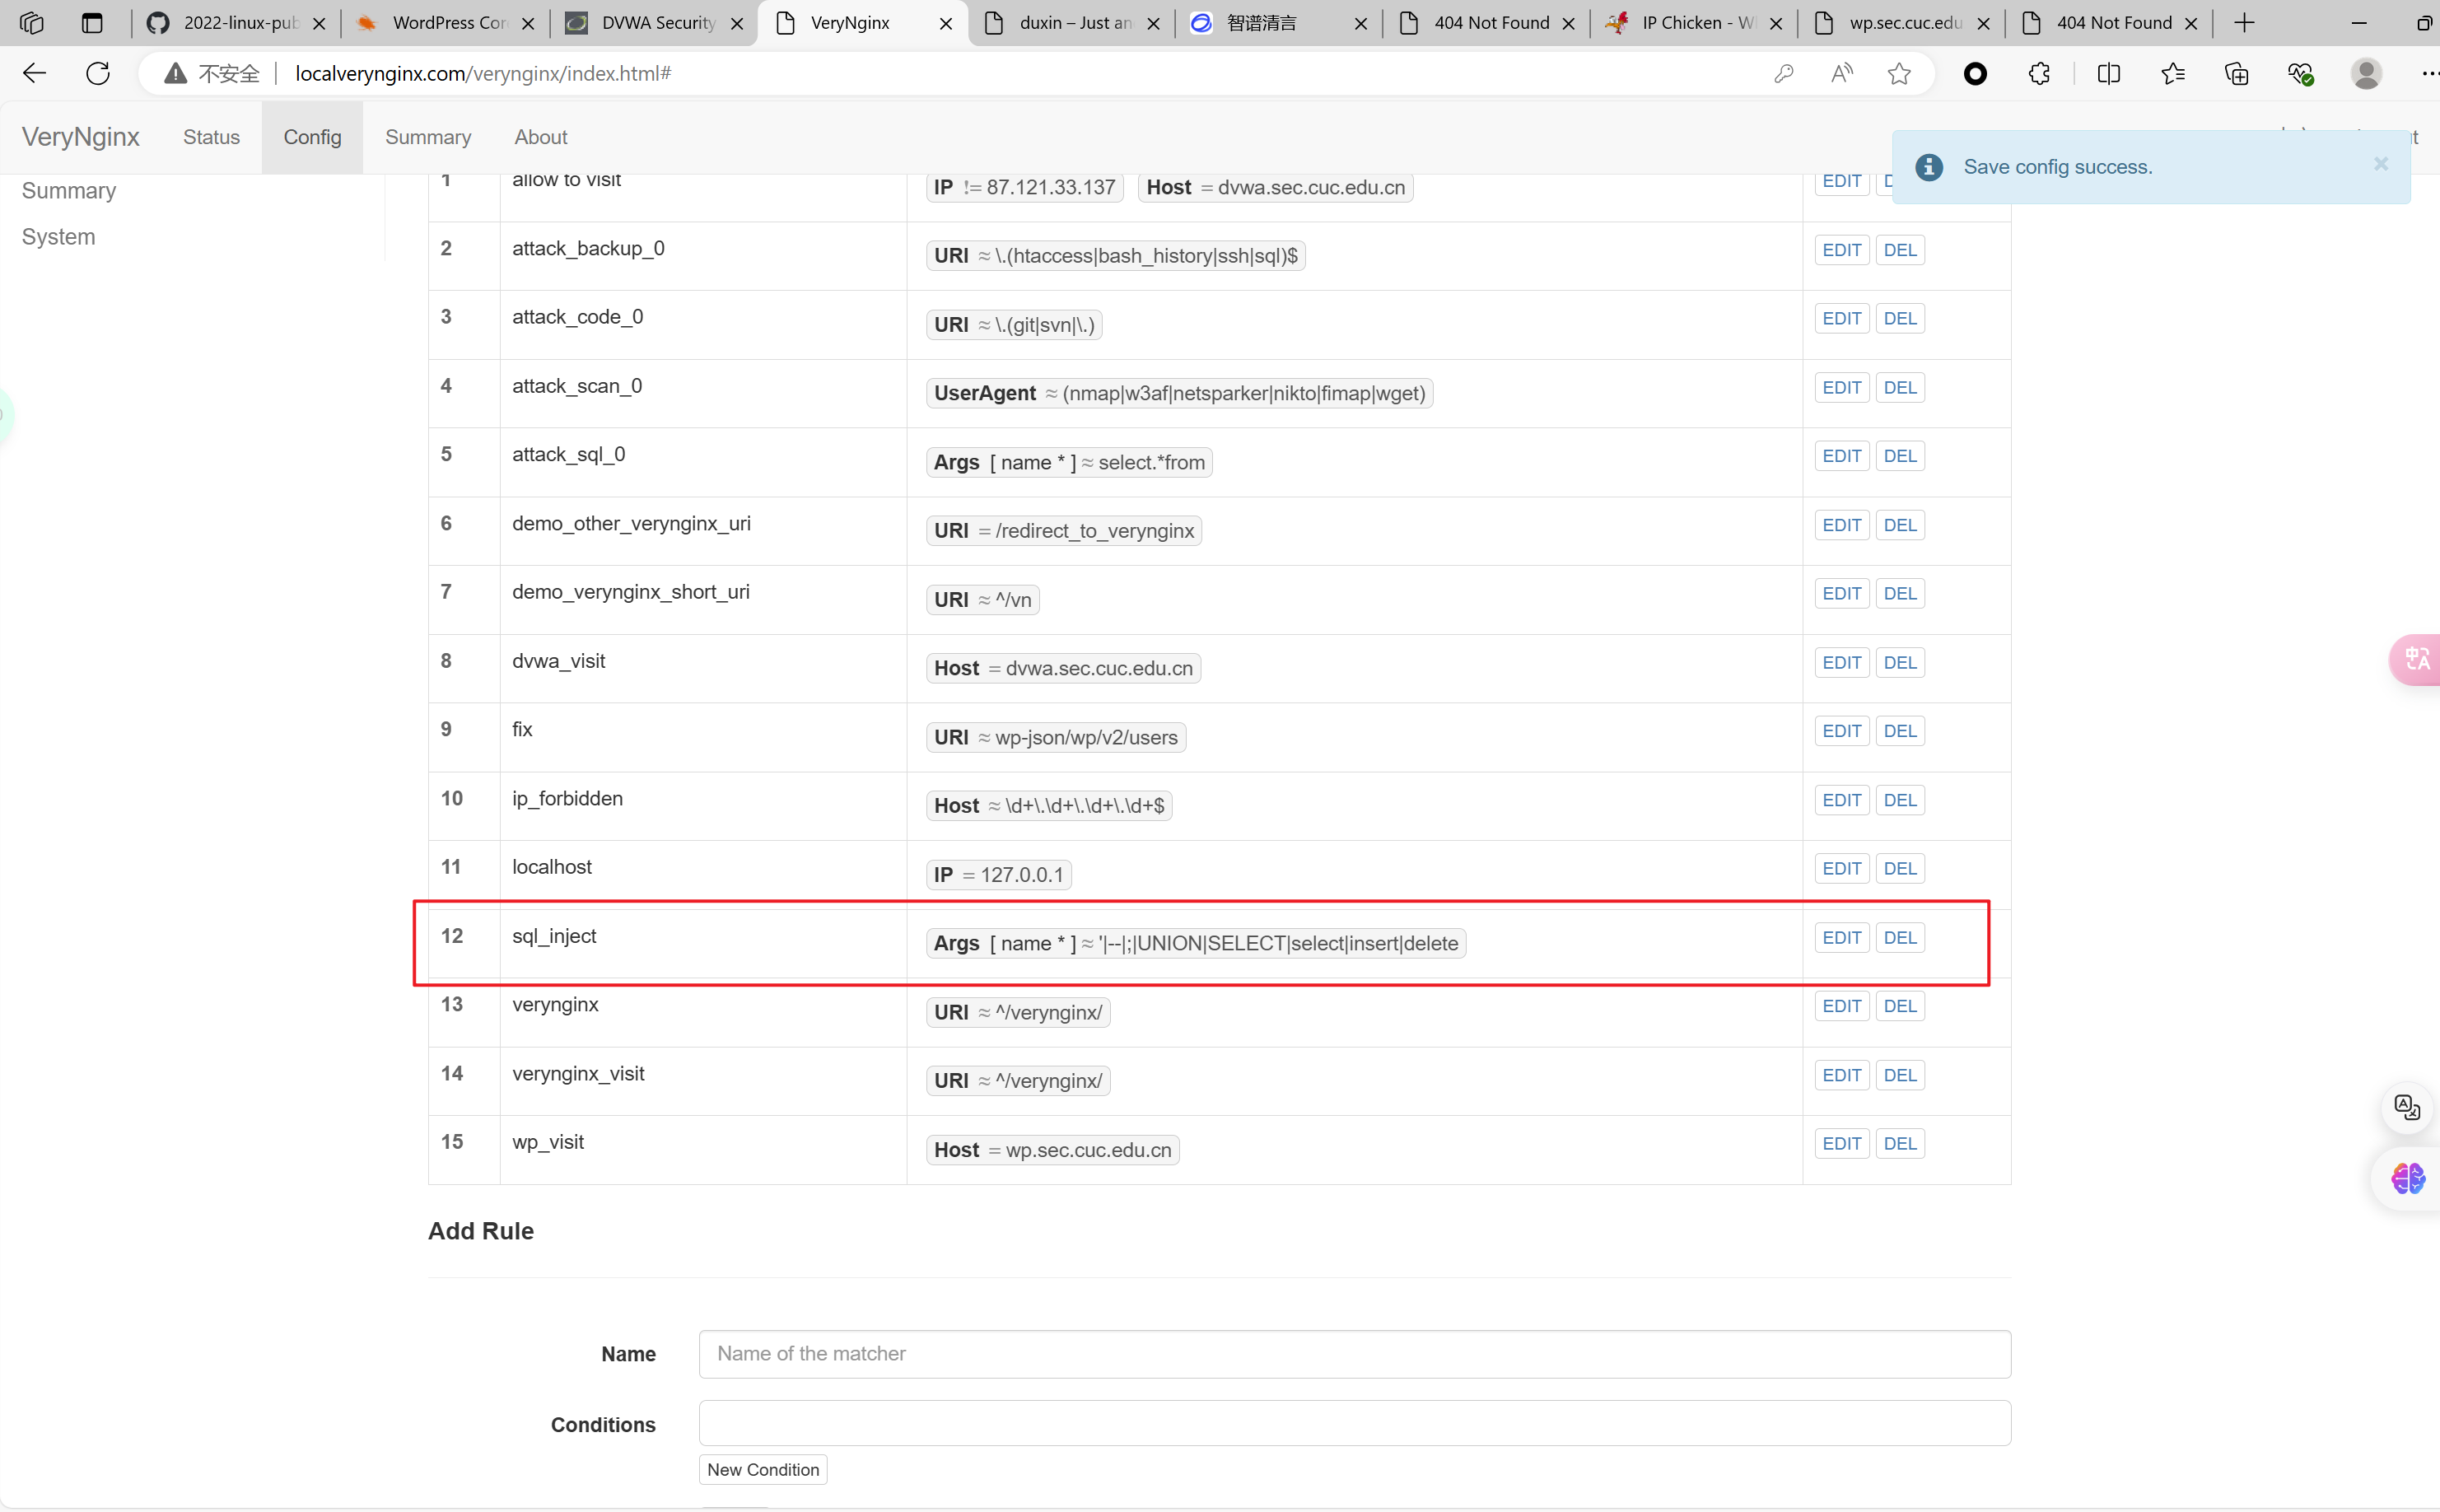 2022-linux-pub
WordPress Cor
DVWA Security
VeryNginx
duxin – Just an
智谱清言
404 Not Found
IP Chicken - W
wp.sec.cuc.edu
404 Not Found
不安全
localverynginx.com/verynginx/index.html#
VeryNginx Status Config Summary About
Save config success.
Summary
System
1 allow to visit IP != 87.121.33.137 Host = dvwa.sec.cuc.edu.cn EDIT
2 attack_backup_0 URI ≈ \.(htaccess|bash_history|ssh|sql)$ EDIT DEL
3 attack_code_0 URI ≈ \.(git|svn|\.) EDIT DEL
4 attack_scan_0 UserAgent ≈ (nmap|w3af|netsparker|nikto|fimap|wget) EDIT DEL
5 attack_sql_0 Args [ name * ] ≈ select.*from EDIT DEL
6 demo_other_verynginx_uri URI = /redirect_to_verynginx EDIT DEL
7 demo_verynginx_short_uri URI ≈ ^/vn EDIT DEL
8 dvwa_visit Host = dvwa.sec.cuc.edu.cn EDIT DEL
9 fix URI ≈ wp-json/wp/v2/users EDIT DEL
10 ip_forbidden Host ≈ \d+\.\d+\.\d+\.\d+$ EDIT DEL
11 localhost IP = 127.0.0.1 EDIT DEL
12 sql_inject Args [ name * ] ≈ '|--|;|UNION|SELECT|select|insert|delete EDIT DEL
13 verynginx URI ≈ ^/verynginx/ EDIT DEL
14 verynginx_visit URI ≈ ^/verynginx/ EDIT DEL
15 wp_visit Host = wp.sec.cuc.edu.cn EDIT DEL
Add Rule
Name Name of the matcher
Conditions
New Condition